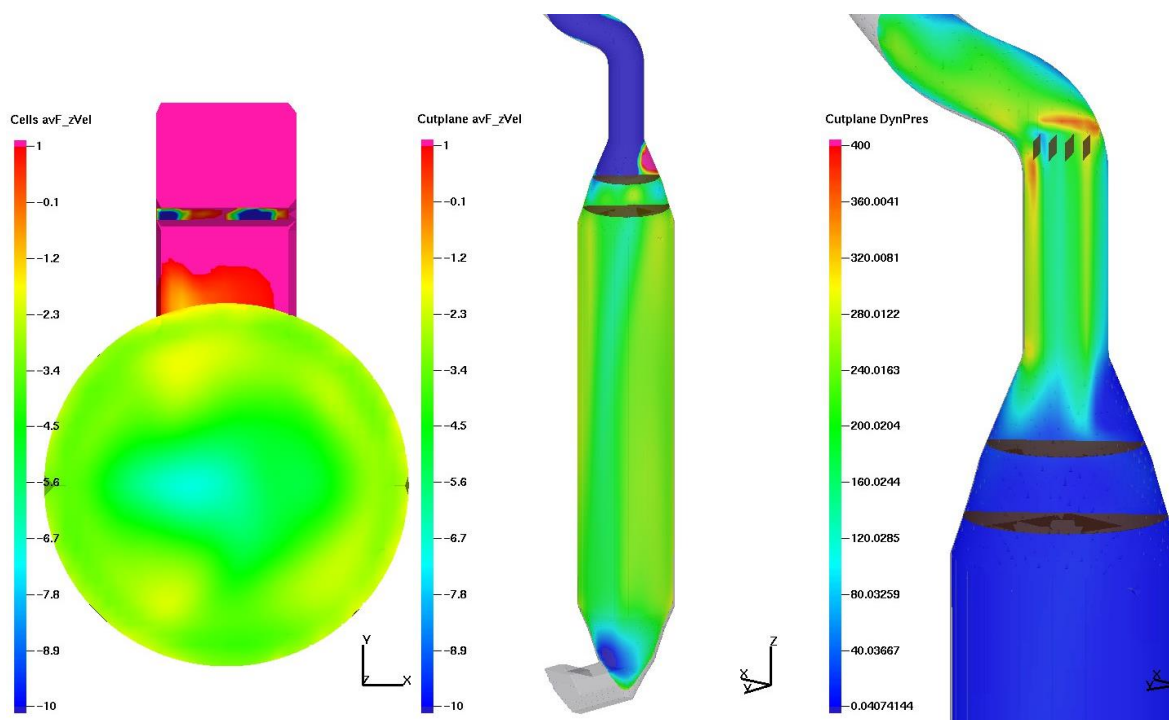 Cells avF_zVel
1
-0.1
-1.2
-2.3
-3.4
-4.5
-5.6
-6.7
-7.8
-8.9
-10
Y
Z
X
Cutplane avF_zVel
1
-0.1
-1.2
-2.3
-3.4
-4.5
-5.6
-6.7
-7.8
-8.9
-10
Z
X
Y
Cutplane DynPres
400
360.0041
320.0081
280.0122
240.0163
200.0204
160.0244
120.0285
80.03259
40.03667
0.04074144
Z
X
Y